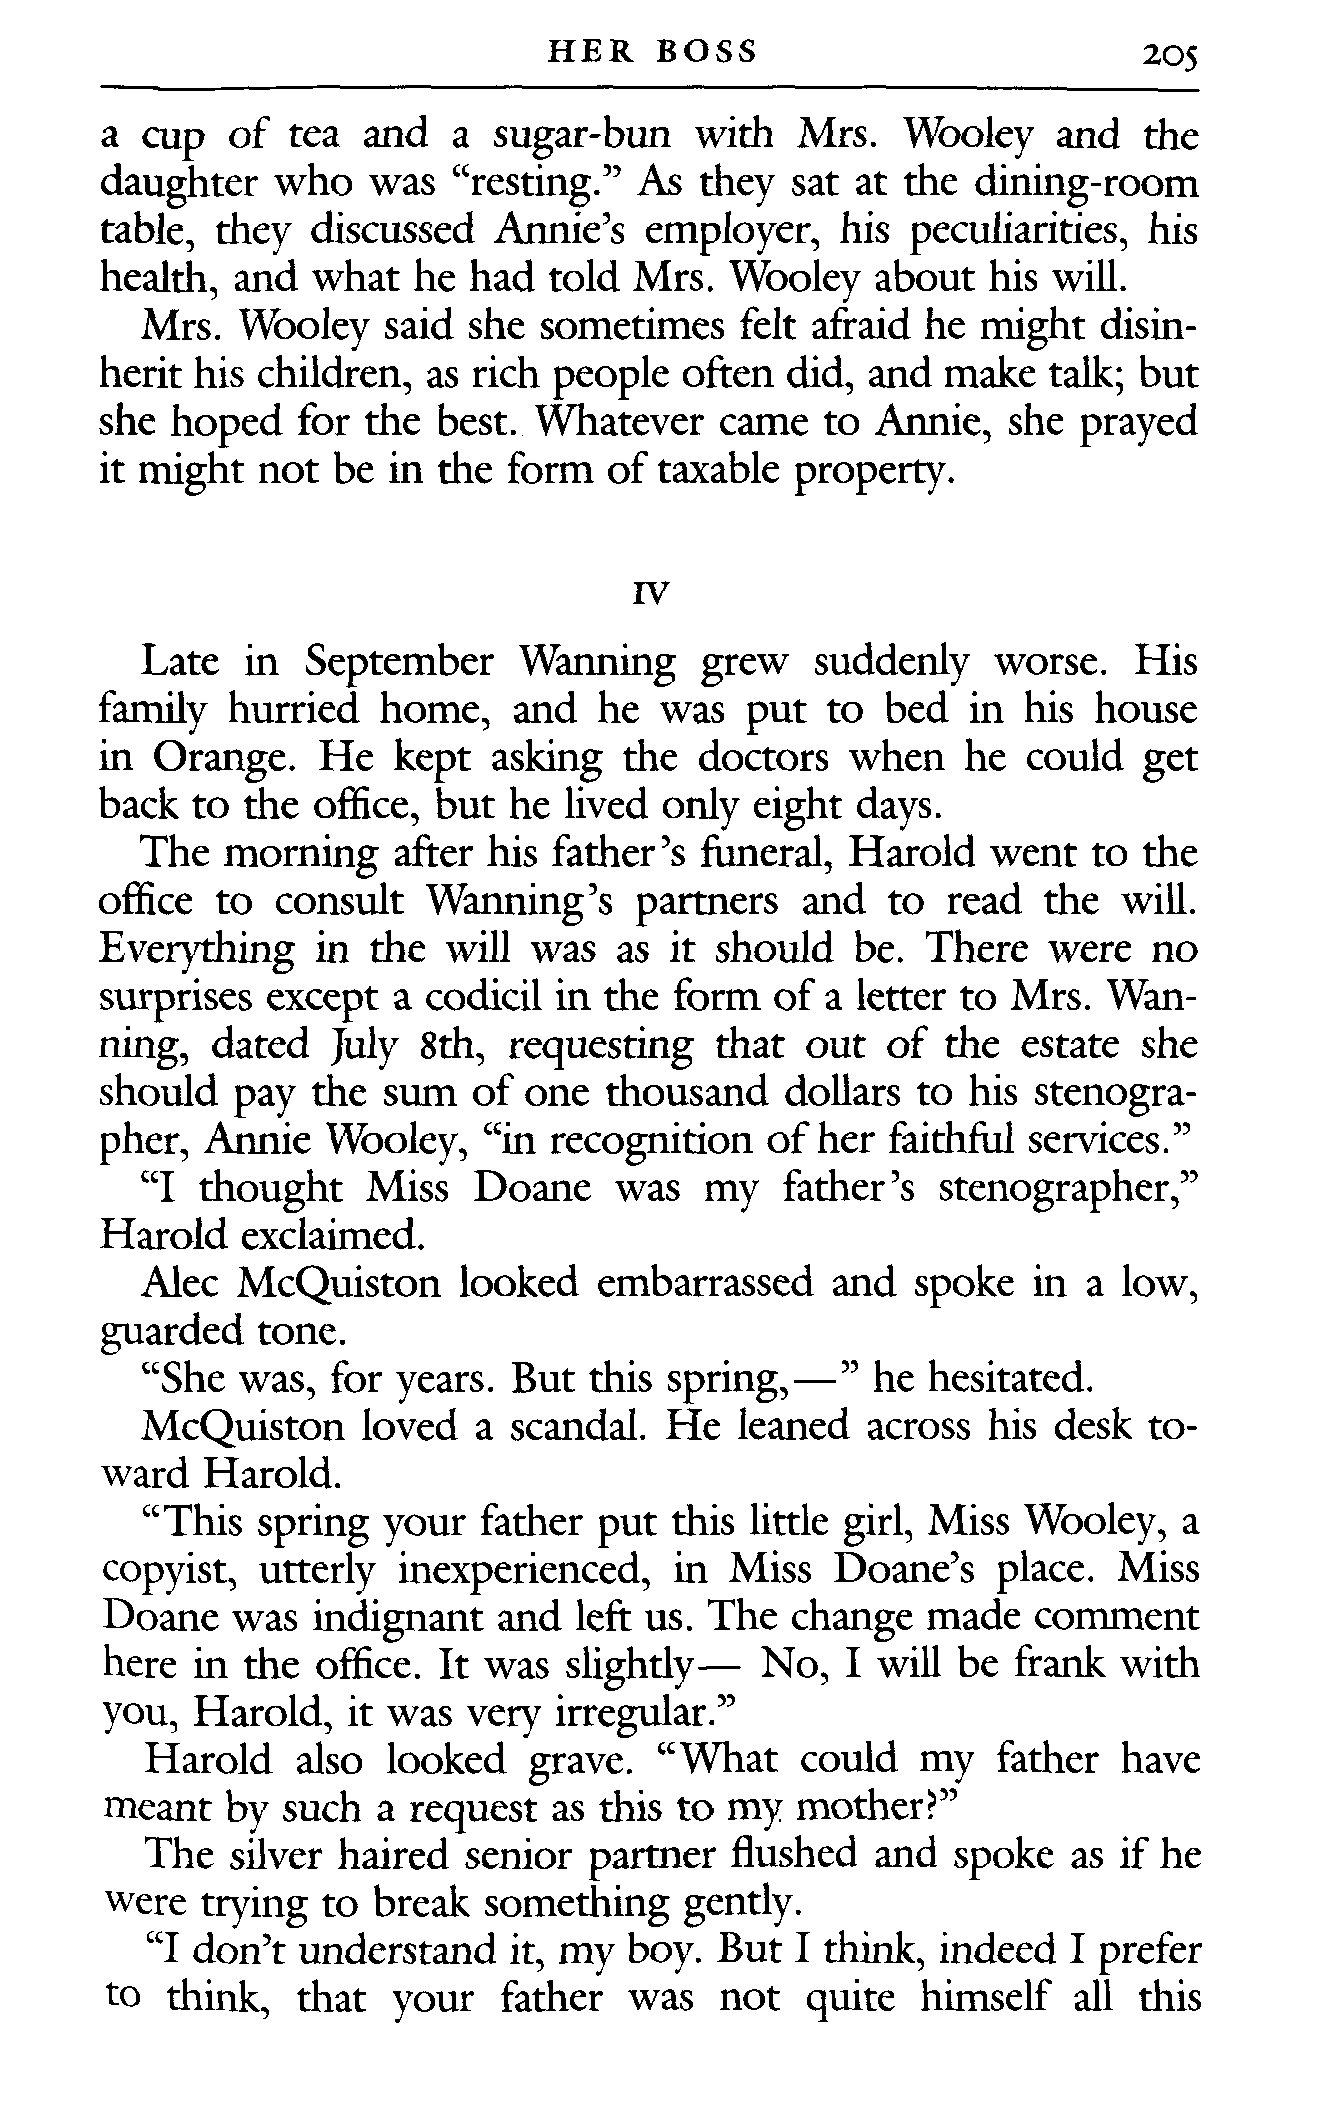 HER BOSS 205
a cup of tea and a sugar-bun with Mrs. Wooley and the
daughter who was “resting.” As they sat at the dining-room
table, they discussed Annie’s employer, his peculiarities, his
health, and what he had told Mrs. Wooley about his will.
Mrs. Wooley said she sometimes felt afraid he might disin-
herit his children, as rich people often did, and make talk; but
she hoped for the best. Whatever came to Annie, she prayed
it might not be in the form of taxable property.
IV
Late in September Wanning grew suddenly worse. His
family hurried home, and he was put to bed in his house
in Orange. He kept asking the doctors when he could get
back to the office, but he lived only eight days.
The morning after his father’s funeral, Harold went to the
office to consult Wanning’s partners and to read the will.
Everything in the will was as it should be. There were no
surprises except a codicil in the form of a letter to Mrs. Wan-
ning, dated July 8th, requesting that out of the estate she
should pay the sum of one thousand dollars to his stenogra-
pher, Annie Wooley, “in recognition of her faithful services.”
“I thought Miss Doane was my father’s stenographer,”
Harold exclaimed.
Alec McQuiston looked embarrassed and spoke in a low,
guarded tone.
“She was, for years. But this spring,—” he hesitated.
McQuiston loved a scandal. He leaned across his desk to-
ward Harold.
“This spring your father put this little girl, Miss Wooley, a
copyist, utterly inexperienced, in Miss Doane’s place. Miss
Doane was indignant and left us. The change made comment
here in the office. It was slightly— No, I will be frank with
you, Harold, it was very irregular.”
Harold also looked grave. “What could my father have
meant by such a request as this to my mother?”
The silver haired senior partner flushed and spoke as if he
were trying to break something gently.
“I don’t understand it, my boy. But I think, indeed I prefer
to think, that your father was not quite himself all this